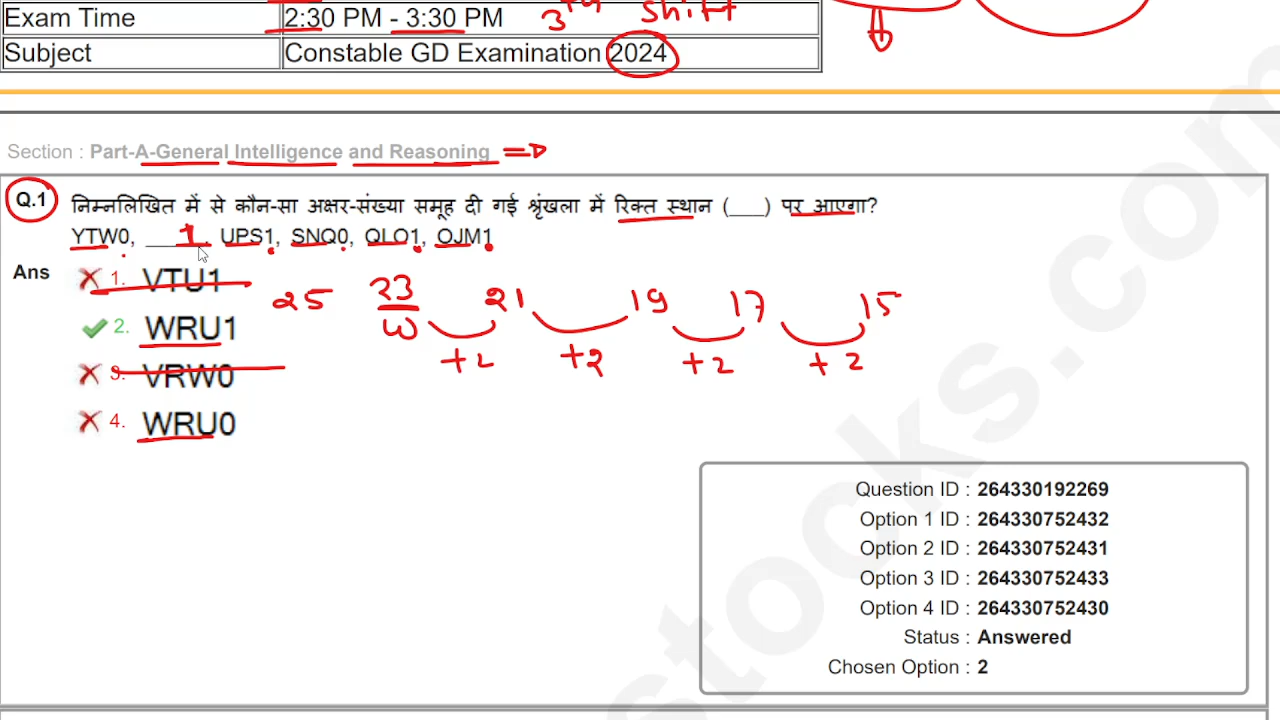 Exam Time 2:30 PM - 3:30 PM 3rd shift
Subject Constable GD Examination 2024
Section : Part-A-General Intelligence and Reasoning
Q.1 निम्नलिखित में से कौन-सा अक्षर-संख्या समूह दी गई श्रृंखला में रिक्त स्थान (___) पर आएगा?
YTW0, ____1, UPS1, SNQ0, QLO1, OJM1
Ans 1. VTU1
25 23 21 19 17 15
2. WRU1
W
+2 +2 +2 +2
3. VRW0
4. WRU0
Question ID : 264330192269
Option 1 ID : 264330752432
Option 2 ID : 264330752431
Option 3 ID : 264330752433
Option 4 ID : 264330752430
Status : Answered
Chosen Option : 2
stocks.com